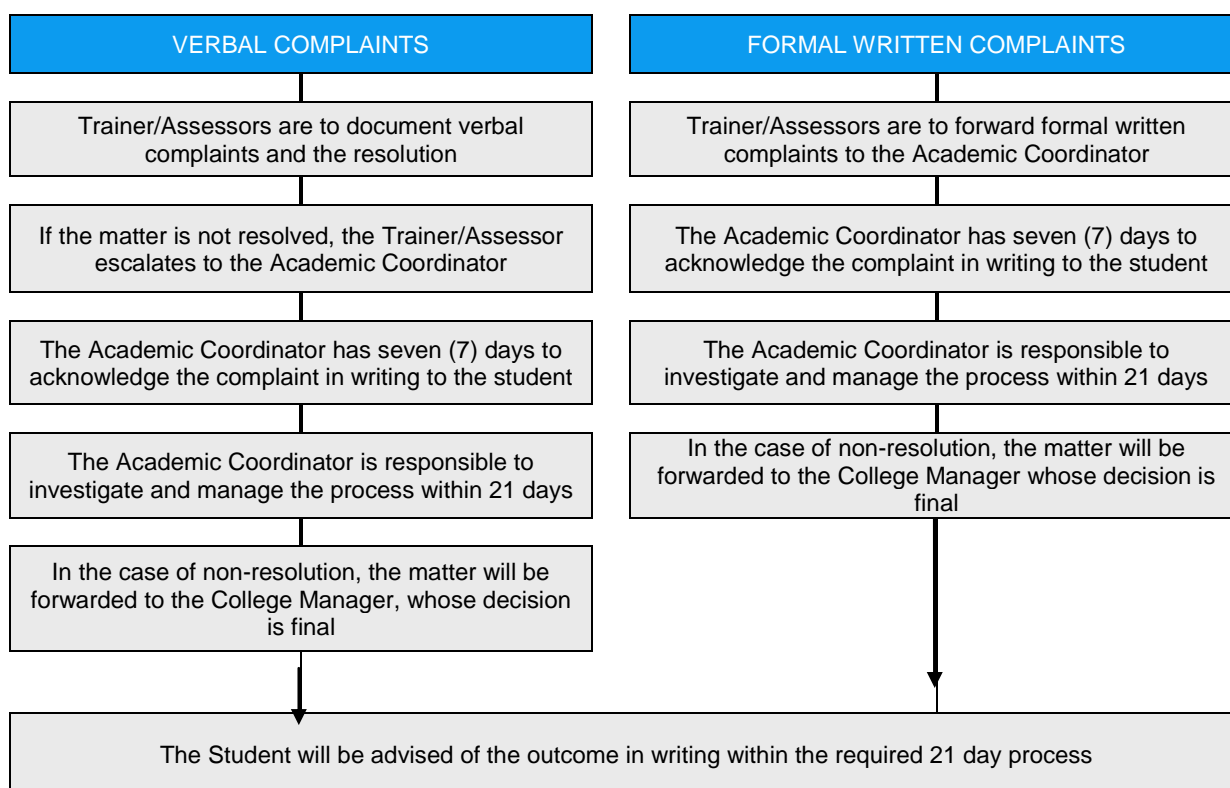 VERBAL COMPLAINTS
Trainer/Assessors are to document verbal
complaints and the resolution
If the matter is not resolved, the Trainer/Assessor
escalates to the Academic Coordinator
The Academic Coordinator has seven (7) days to
acknowledge the complaint in writing to the student
The Academic Coordinator is responsible to
investigate and manage the process within 21 days
In the case of non-resolution, the matter will be
forwarded to the College Manager, whose decision
is final
FORMAL WRITTEN COMPLAINTS
Trainer/Assessors are to forward formal written
complaints to the Academic Coordinator
The Academic Coordinator has seven (7) days to
acknowledge the complaint in writing to the student
The Academic Coordinator is responsible to
investigate and manage the process within 21 days
In the case of non-resolution, the matter will be
forwarded to the College Manager whose decision is
final
The Student will be advised of the outcome in writing within the required 21 day process